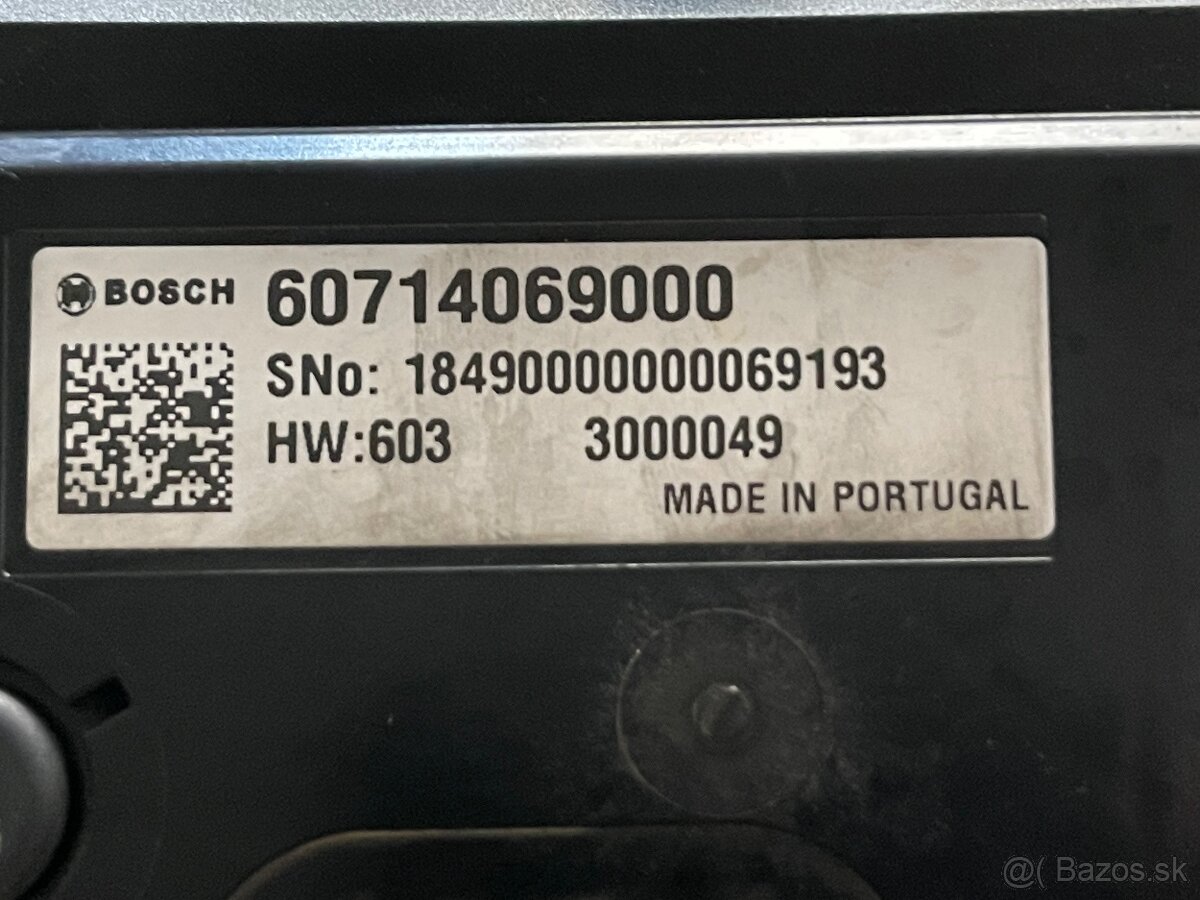 BOSCH 60714069000
SNo: 18490000000069193
HW:603 3000049
MADE IN PORTUGAL
@( Bazos.sk